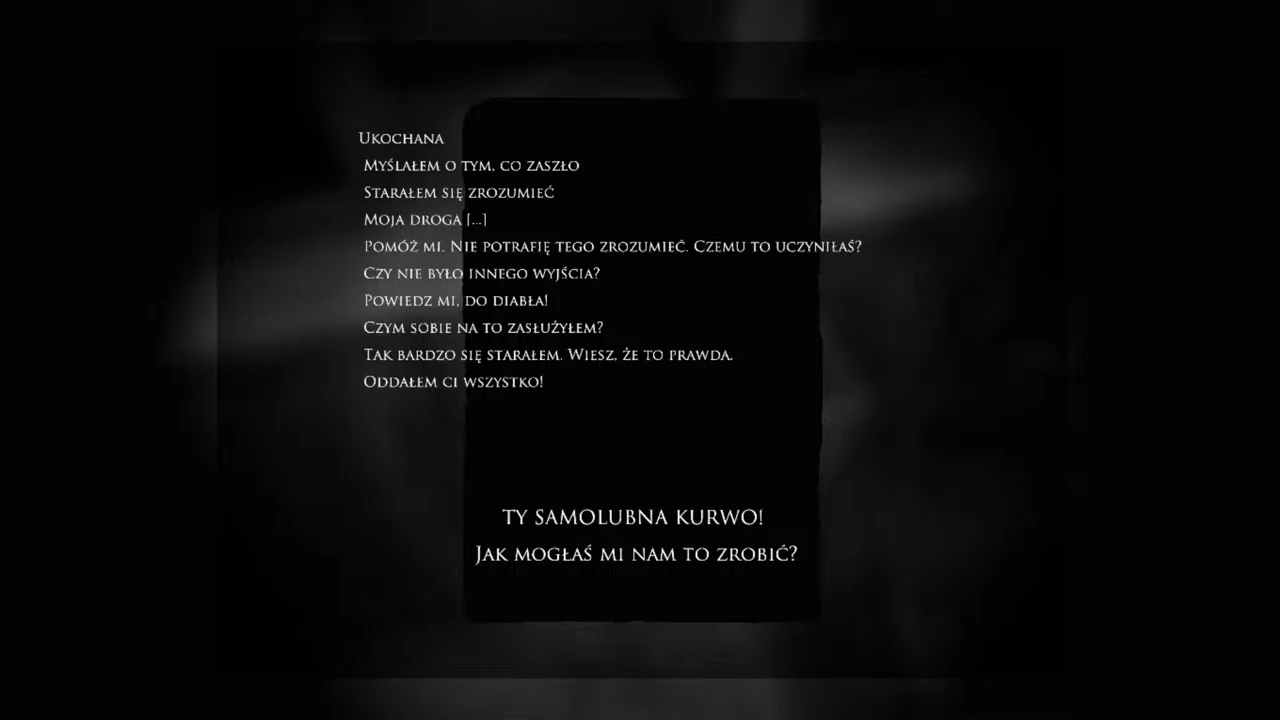 Ukochana
Myślałem o tym, co zaszło
Starałem się zrozumieć
Moja droga [...]
Pomóż mi. Nie potrafię tego zrozumieć. Czemu to uczyniłaś?
Czy nie było innego wyjścia?
Powiedz mi, do diabła!
Czym sobie na to zasłużyłem?
Tak bardzo się starałem. Wiesz, że to prawda.
Oddałem ci wszystko!
TY SAMOLUBNA KURWO!
Jak mogłaś mi nam to zrobić?